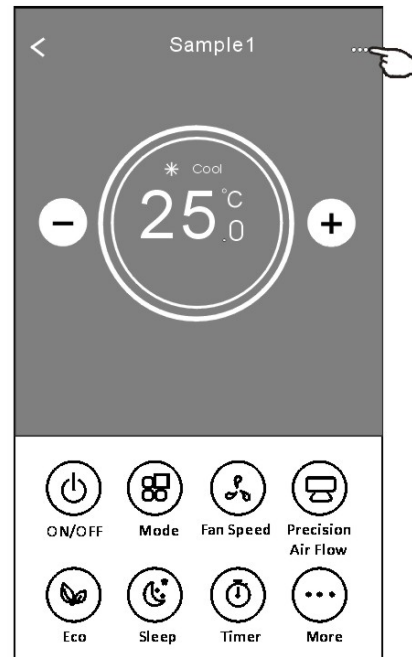 Sample1
Cool
25.0°C
ON/OFF
Mode
Fan Speed
Precision
Air Flow
Eco
Sleep
Timer
More